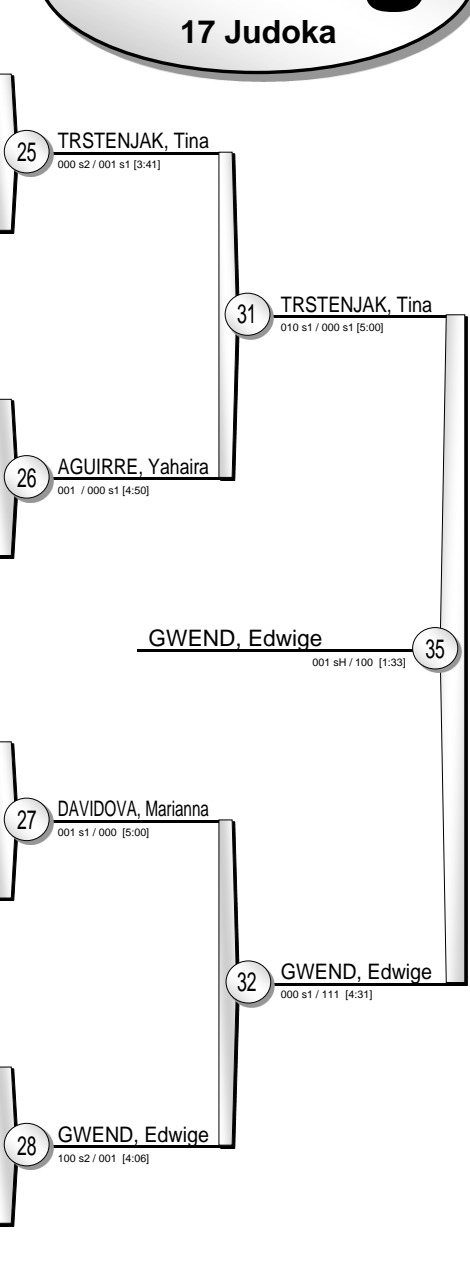 17 Judoka
25
TRSTENJAK, Tina
000 s2 / 001 s1 [3:41]
31
TRSTENJAK, Tina
010 s1 / 000 s1 [5:00]
26
AGUIRRE, Yahaira
001 / 000 s1 [4:50]
GWEND, Edwige
35
001 sH / 100 [1:33]
27
DAVIDOVA, Marianna
001 s1 / 000 [5:00]
32
GWEND, Edwige
000 s1 / 111 [4:31]
28
GWEND, Edwige
100 s2 / 001 [4:06]